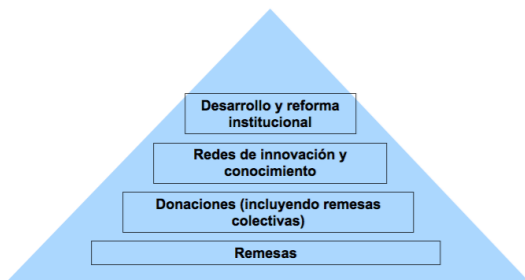 Desarrollo y reforma
institucional
Redes de innovación y
conocimiento
Donaciones (incluyendo remesas
colectivas)
Remesas